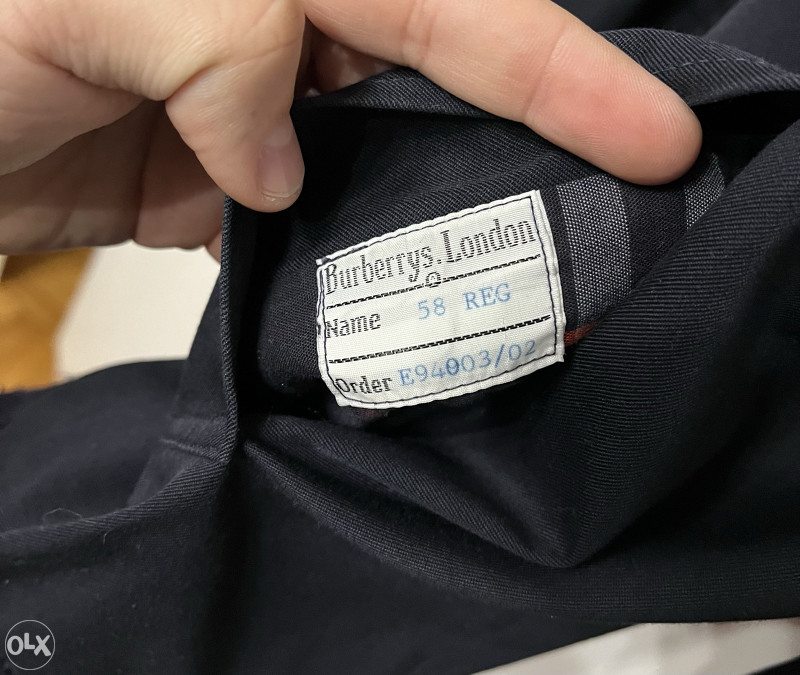 Burberrys. London
Name 58 REG
Order E94003/02
OLX